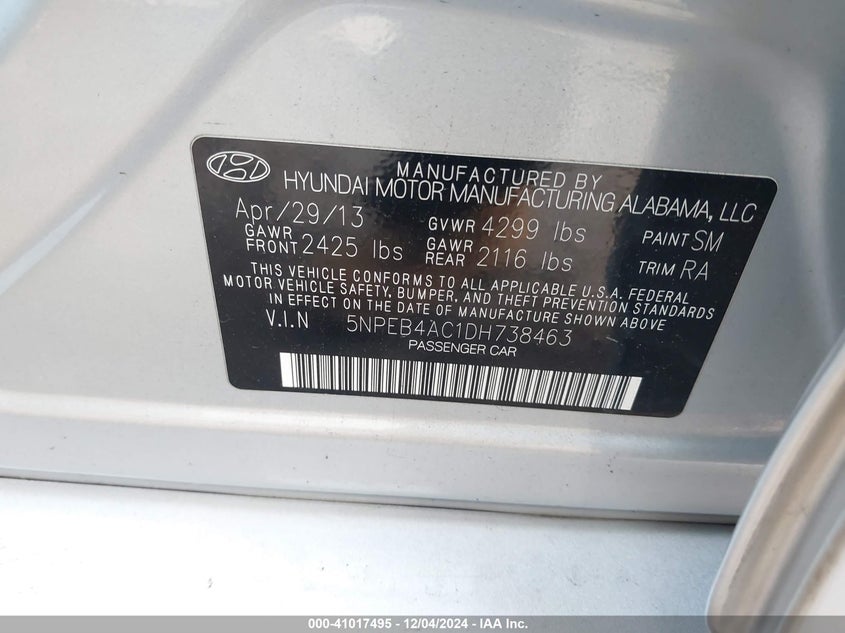 MANUFACTURED BY
HYUNDAI MOTOR MANUFACTURING ALABAMA, LLC
Apr/29/13 GVWR 4299 lbs PAINT SM
GAWR FRONT 2425 lbs GAWR REAR 2116 lbs TRIM RA
THIS VEHICLE CONFORMS TO ALL APPLICABLE U.S.A. FEDERAL
MOTOR VEHICLE SAFETY, BUMPER, AND THEFT PREVENTION STANDARDS
IN EFFECT ON THE DATE OF MANUFACTURE SHOWN ABOVE.
V.I.N 5NPEB4AC1DH738463
PASSENGER CAR
000-41017495 - 12/04/2024 - IAA Inc.